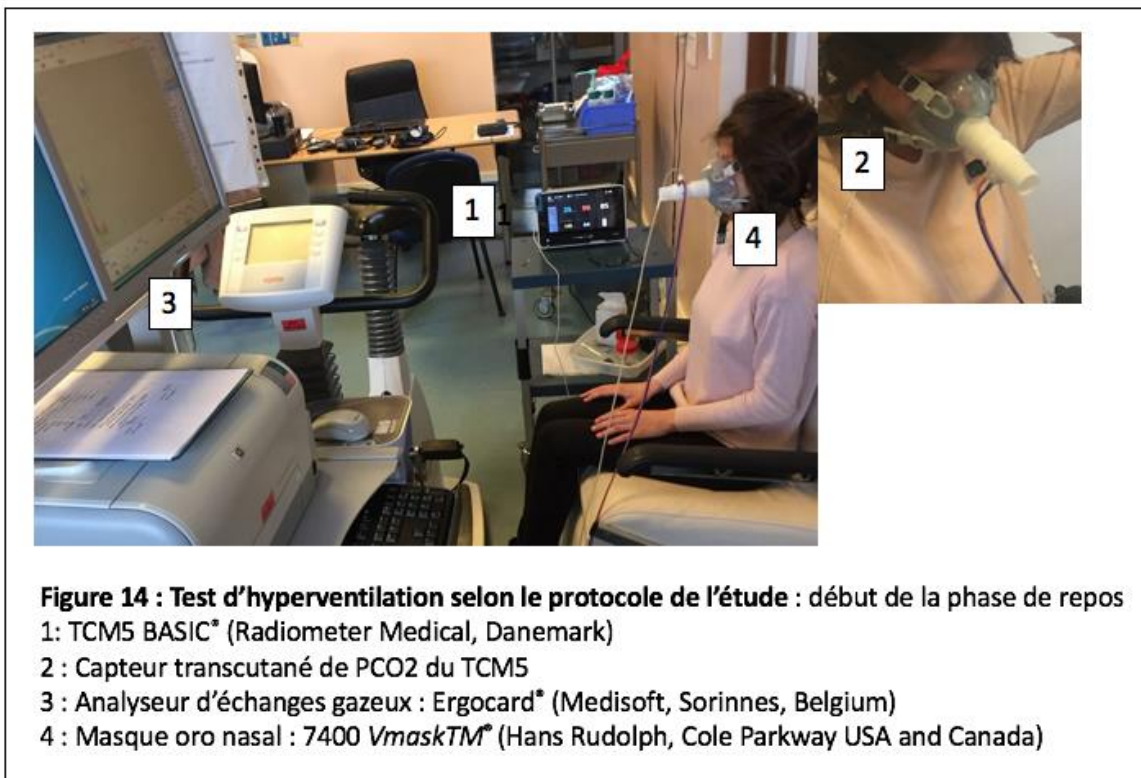 1
1
2
3
4
Figure 14 : Test d'hyperventilation selon le protocole de l'étude : début de la phase de repos
1: TCM5 BASIC® (Radiometer Medical, Danemark)
2 : Capteur transcutané de PCO2 du TCM5
3 : Analyseur d'échanges gazeux : Ergocard® (Medisoft, Sorinnes, Belgium)
4 : Masque oro nasal : 7400 VmaskTM® (Hans Rudolph, Cole Parkway USA and Canada)